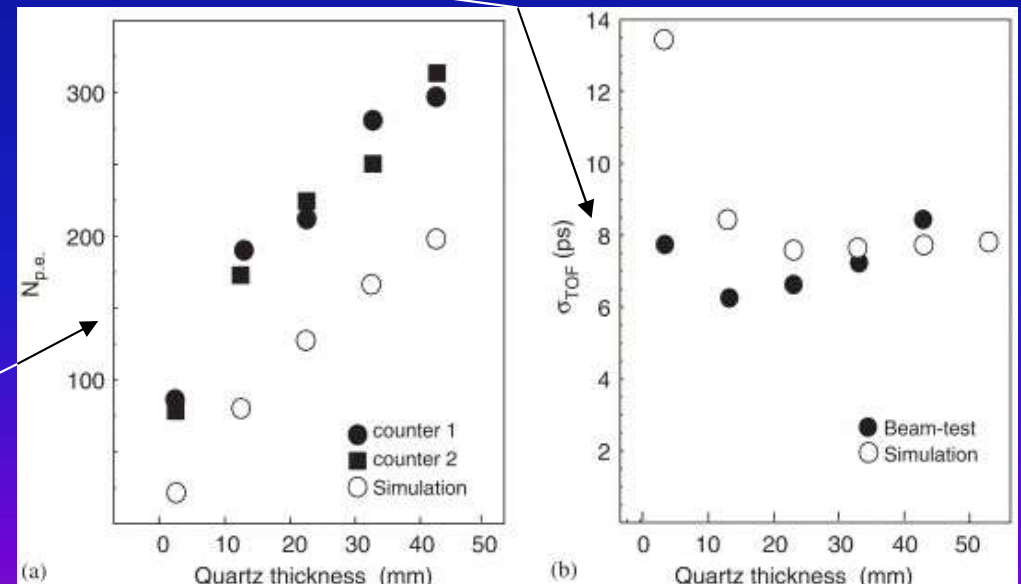 300
200
100
N p.e.
counter 1
counter 2
Simulation
0 10 20 30 40 50
(a)
Quartz thickness (mm)
14
12
10
8
6
4
2
σTOF (ps)
Beam-test
Simulation
0 10 20 30 40 50
(b)
Quartz thickness (mm)